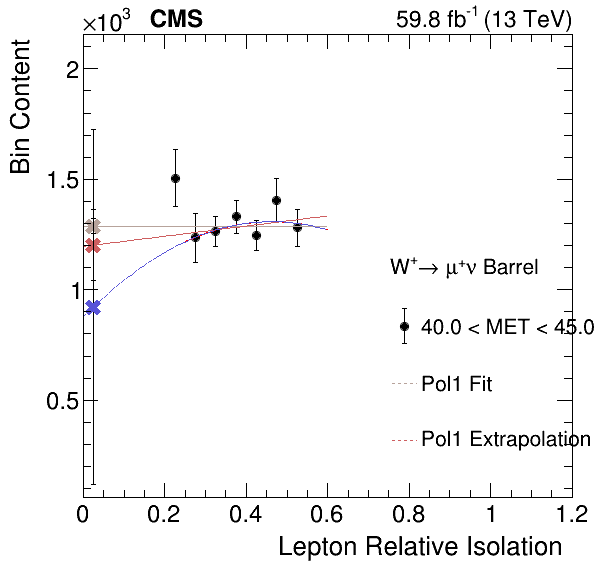 ×10³
CMS
59.8 fb⁻¹ (13 TeV)
Bin Content
2
1.5
1
0.5
W⁺→ μ⁺ν Barrel
40.0 < MET < 45.0
Pol1 Fit
Pol1 Extrapolation
0
0.2
0.4
0.6
0.8
1
1.2
Lepton Relative Isolation